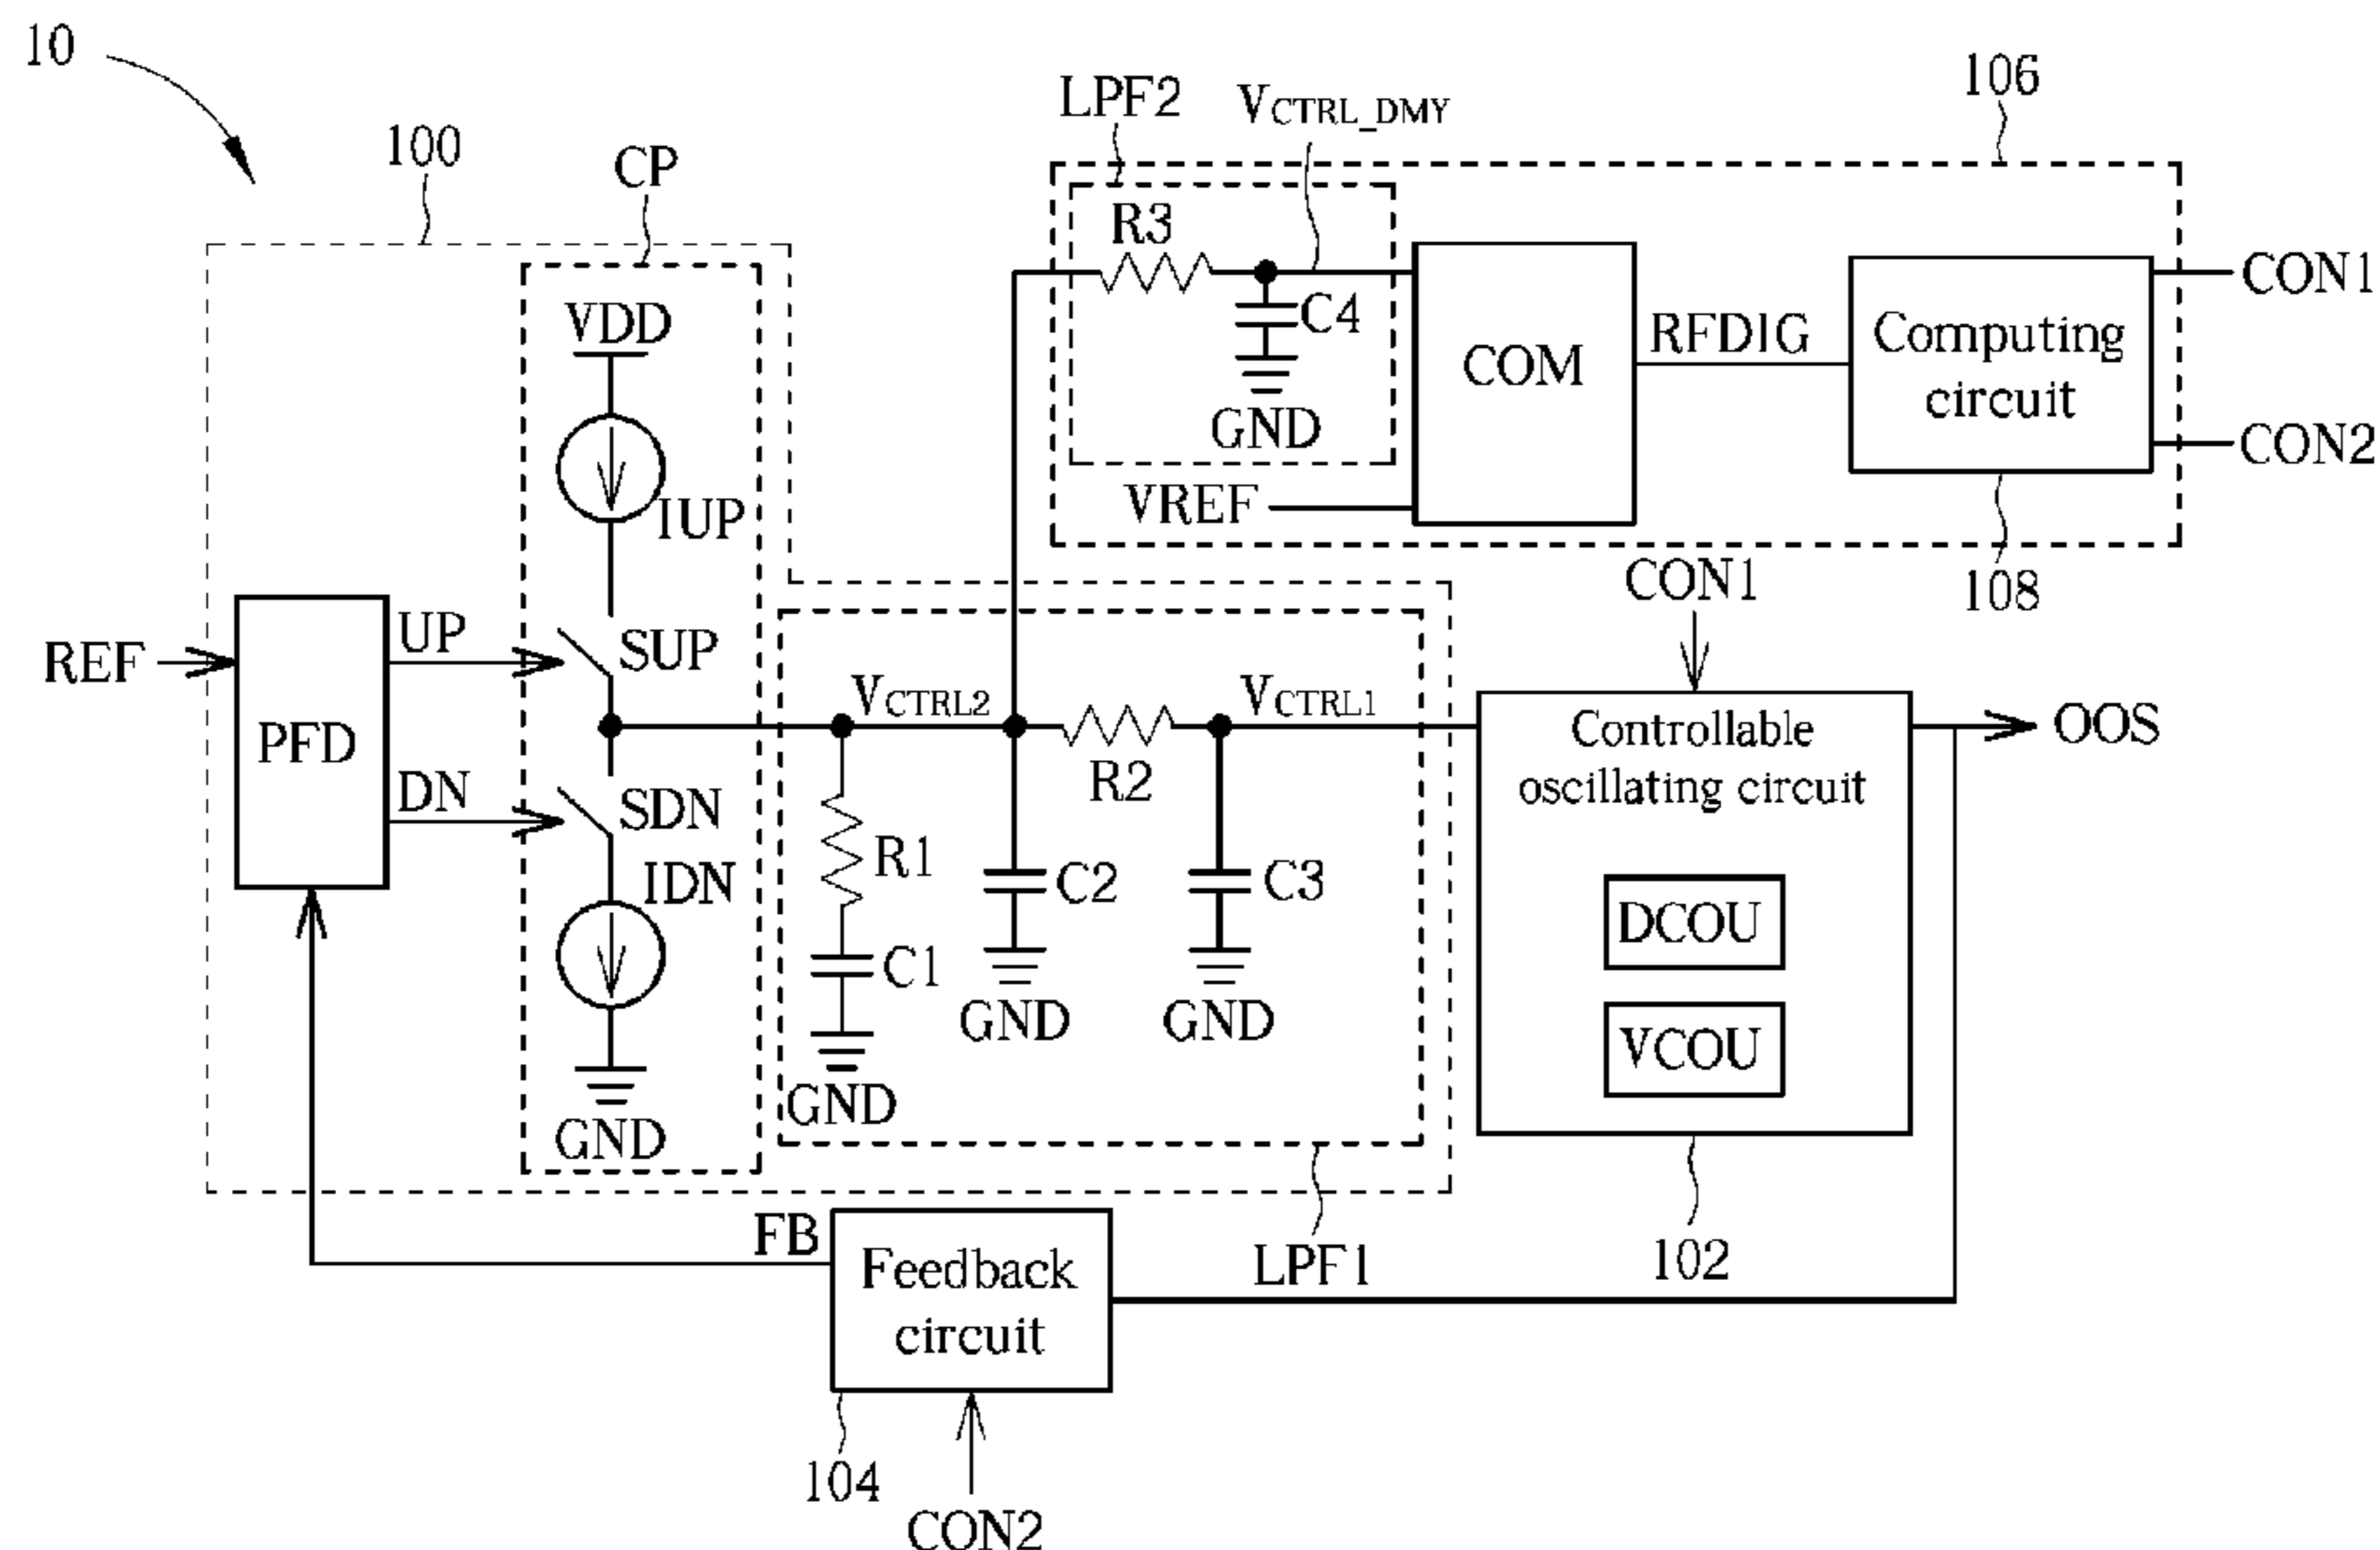 10
100
CP
LPF2
VCTRL_DMY
106
R3
C4
GND
VREF
COM
RFDIG
Computing
circuit
CON1
CON2
108
VDD
IUP
REF
PFD
UP
DN
SUP
SDN
IDN
GND
VCTRL2
R1
C1
GND
C2
GND
R2
VCTRL1
C3
GND
CON1
Controllable
oscillating circuit
DCOU
VCOU
OOS
102
LPF1
FB
Feedback
circuit
104
CON2